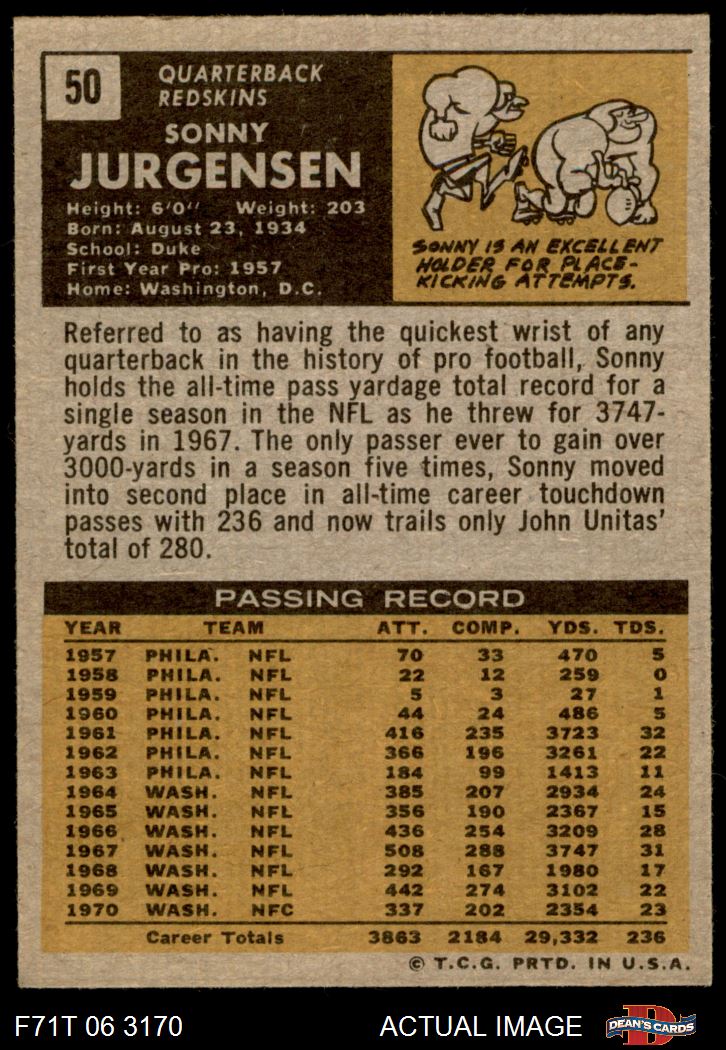 50
QUARTERBACK
REDSKINS
SONNY
JURGENSEN
Height: 6'0" Weight: 203
Born: August 23, 1934
School: Duke
First Year Pro: 1957
Home: Washington, D.C.
SONNY IS AN EXCELLENT
HOLDER FOR PLACE-
KICKING ATTEMPTS.
Referred to as having the quickest wrist of any
quarterback in the history of pro football, Sonny
holds the all-time pass yardage total record for a
single season in the NFL as he threw for 3747-
yards in 1967. The only passer ever to gain over
3000-yards in a season five times, Sonny moved
into second place in all-time career touchdown
passes with 236 and now trails only John Unitas'
total of 280.
PASSING RECORD
YEAR TEAM ATT. COMP. YDS. TDS.
1957 PHILA. NFL 70 33 470 5
1958 PHILA. NFL 22 12 259 0
1959 PHILA. NFL 5 3 27 1
1960 PHILA. NFL 44 24 486 5
1961 PHILA. NFL 416 235 3723 32
1962 PHILA. NFL 366 196 3261 22
1963 PHILA. NFL 184 99 1413 11
1964 WASH. NFL 385 207 2934 24
1965 WASH. NFL 356 190 2367 15
1966 WASH. NFL 436 254 3209 28
1967 WASH. NFL 508 288 3747 31
1968 WASH. NFL 292 167 1980 17
1969 WASH. NFL 442 274 3102 22
1970 WASH. NFC 337 202 2354 23
Career Totals 3863 2184 29,332 236
© T.C.G. PRTD. IN U.S.A.
F71T 06 3170 ACTUAL IMAGE D DEAN'S CARDS